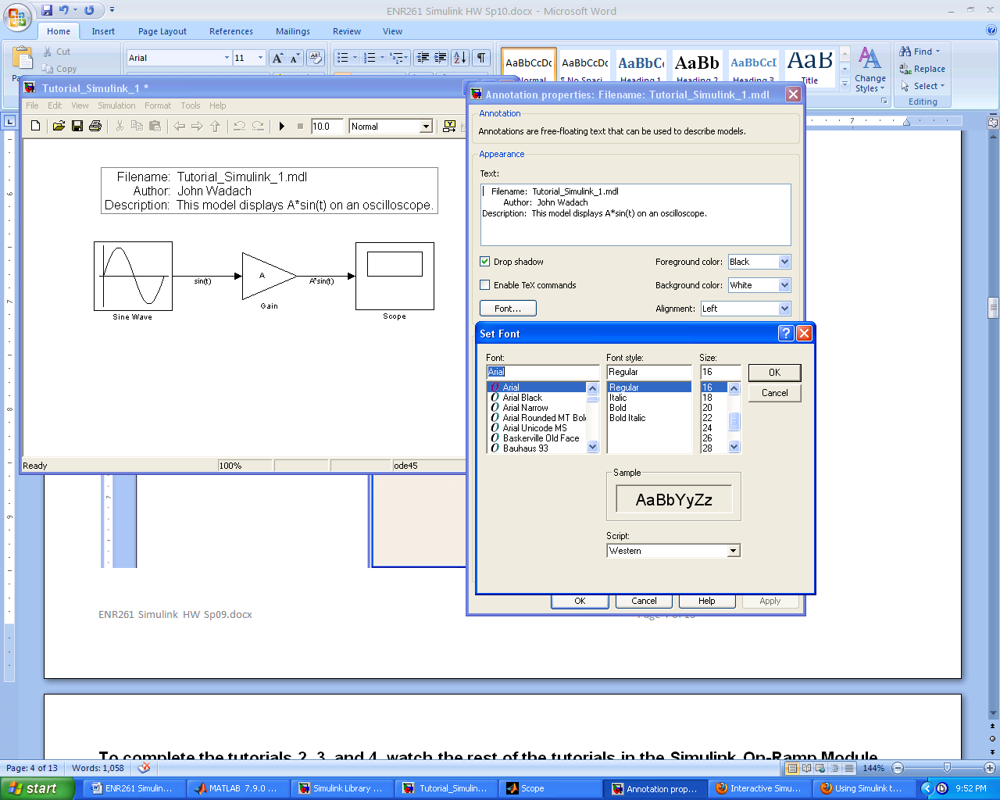 ENR261 Simulink HW Sp10.docx - Microsoft Word
Home Insert Page Layout References Mailings Review View
Cut
Copy
Arial 11
AaBbCcDc AaBbCcDc AaBbC AaBb AaBbCcI AaB
Normal ¶ No Spaci... Heading 1 Heading 2 Heading 3 Title
Change Styles
Find
Replace
Select
Editing
Tutorial_Simulink_1 *
File Edit View Simulation Format Tools Help
10.0 Normal
Filename: Tutorial_Simulink_1.mdl
Author: John Wadach
Description: This model displays A*sin(t) on an oscilloscope.
sin(t) A A*sin(t)
Sine Wave Gain Scope
Ready 100% ode45
Annotation properties: Filename: Tutorial_Simulink_1.mdl
Annotation
Annotations are free-floating text that can be used to describe models.
Appearance
Text:
Filename: Tutorial_Simulink_1.mdl
Author: John Wadach
Description: This model displays A*sin(t) on an oscilloscope.
Drop shadow Foreground color: Black
Enable TeX commands Background color: White
Font... Alignment: Left
Set Font
Font: Font style: Size:
Arial Regular 16
OK
Cancel
Arial Regular 16
Arial Black Italic 18
Arial Narrow Bold 20
Arial Rounded MT Bol Bold Italic 22
Arial Unicode MS 24
Baskerville Old Face 26
Bauhaus 93 28
Sample
AaBbYyZz
Script:
Western
OK Cancel Help Apply
ENR261 Simulink HW Sp09.docx
To complete the tutorials 2, 3, and 4, watch the rest of the tutorials in the Simulink On-Ramp Module
Page: 4 of 13 Words: 1,058 144%
start ENR261 Simulin... MATLAB 7.9.0 ... Simulink Library ... Tutorial_Simulin... Scope Annotation prop... Interactive Simu... Using Simulink t... 9:52 PM